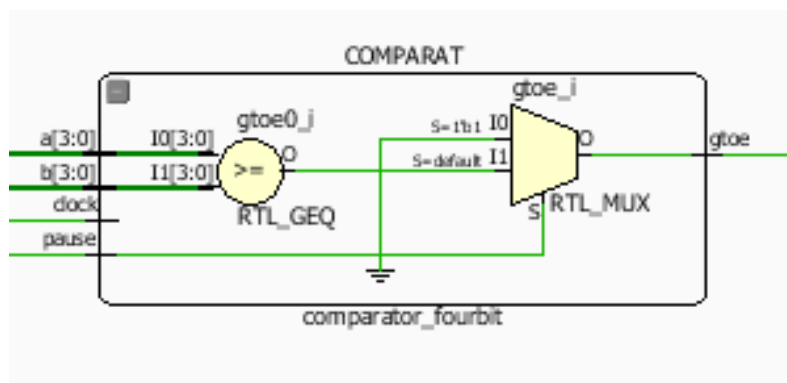 COMPARAT
gtoe_i
gtoe0_i
S=1'b1 I0
a[3:0] I0[3:0] O O gtoe
S=default I1
>=
b[3:0] I1[3:0]
clock RTL_GEQ S RTL_MUX
pause
comparator_fourbit